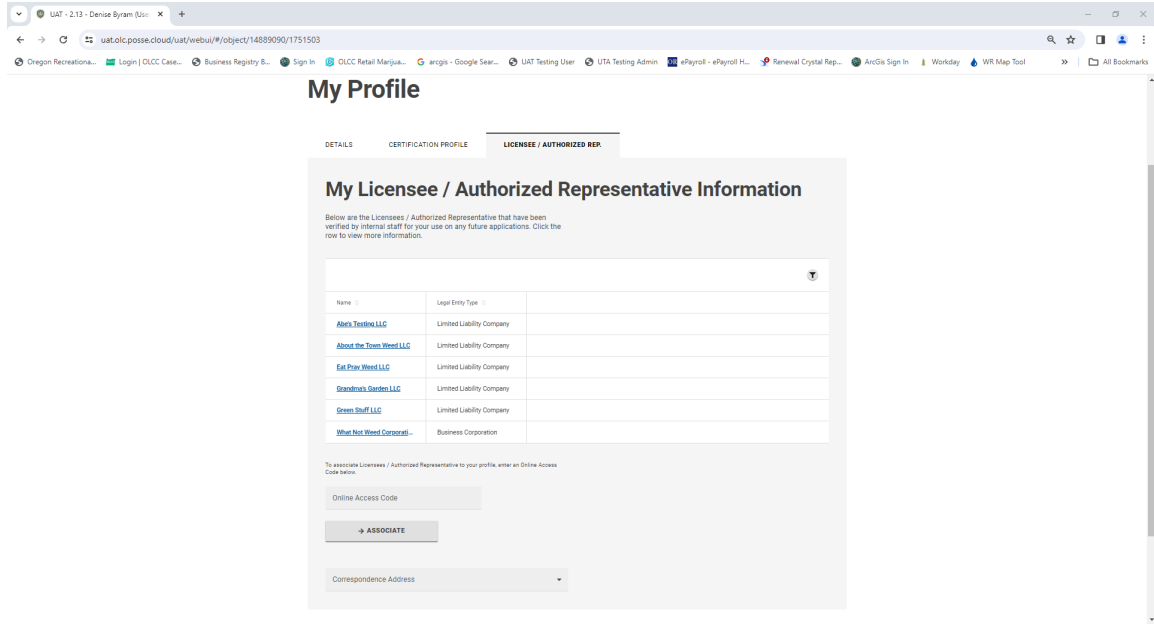 UAT - 2.13 - Denise Byram (Use
uat.olc.posse.cloud/uat/webui/#/object/14889090/1751503
Oregon Recreationa... Login | OLCC Case... Business Registry B... Sign In OLCC Retail Marijua... arcgis - Google Sear... UAT Testing User UTA Testing Admin ePayroll - ePayroll H... Renewal Crystal Rep... ArcGis Sign In Workday WR Map Tool » All Bookmarks
My Profile
DETAILS CERTIFICATION PROFILE LICENSEE / AUTHORIZED REP.
My Licensee / Authorized Representative Information
Below are the Licensees / Authorized Representative that have been
verified by internal staff for your use on any future applications. Click the
row to view more information.
Name Legal Entity Type
Abe's Testing LLC Limited Liability Company
About the Town Weed LLC Limited Liability Company
Eat Pray Weed LLC Limited Liability Company
Grandma's Garden LLC Limited Liability Company
Green Stuff LLC Limited Liability Company
What Not Weed Corporati... Business Corporation
To associate Licensees / Authorized Representative to your profile, enter an Online Access
Code below.
Online Access Code
→ ASSOCIATE
Correspondence Address